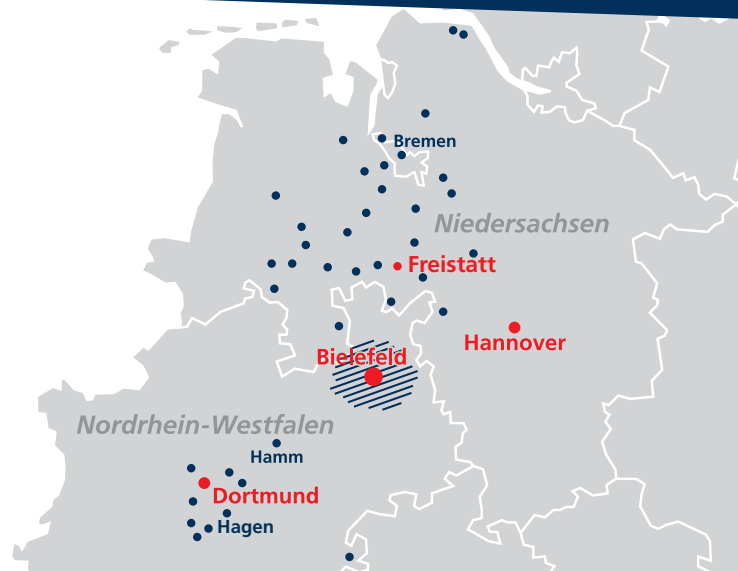 Bremen
Niedersachsen
Freistatt
Hannover
Bielefeld
Nordrhein-Westfalen
Hamm
Dortmund
Hagen